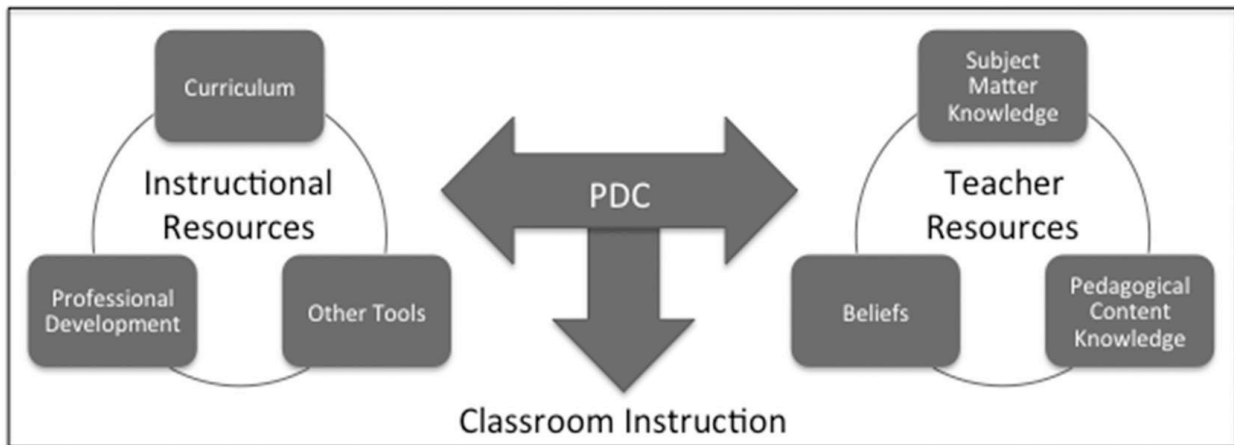 Curriculum
Instructional
Resources
Professional
Development
Other Tools
PDC
Classroom Instruction
Subject
Matter
Knowledge
Teacher
Resources
Beliefs
Pedagogical
Content
Knowledge